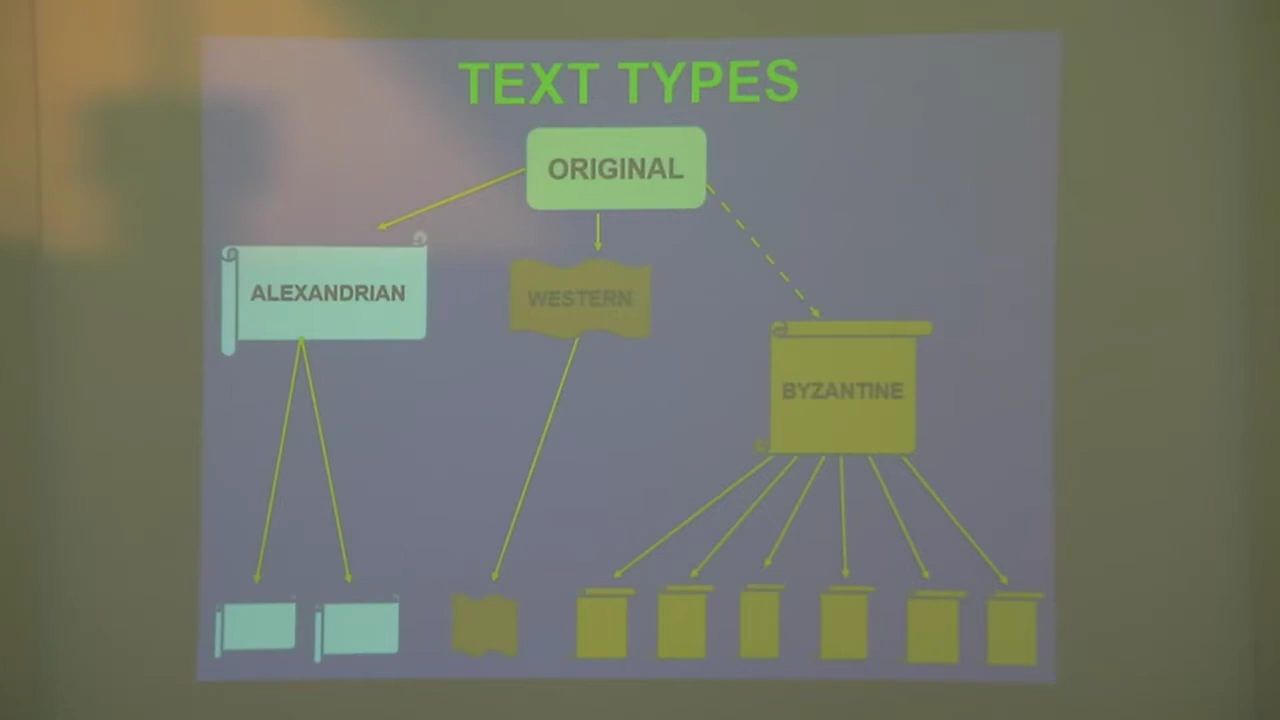 TEXT TYPES
ORIGINAL
ALEXANDRIAN
WESTERN
BYZANTINE